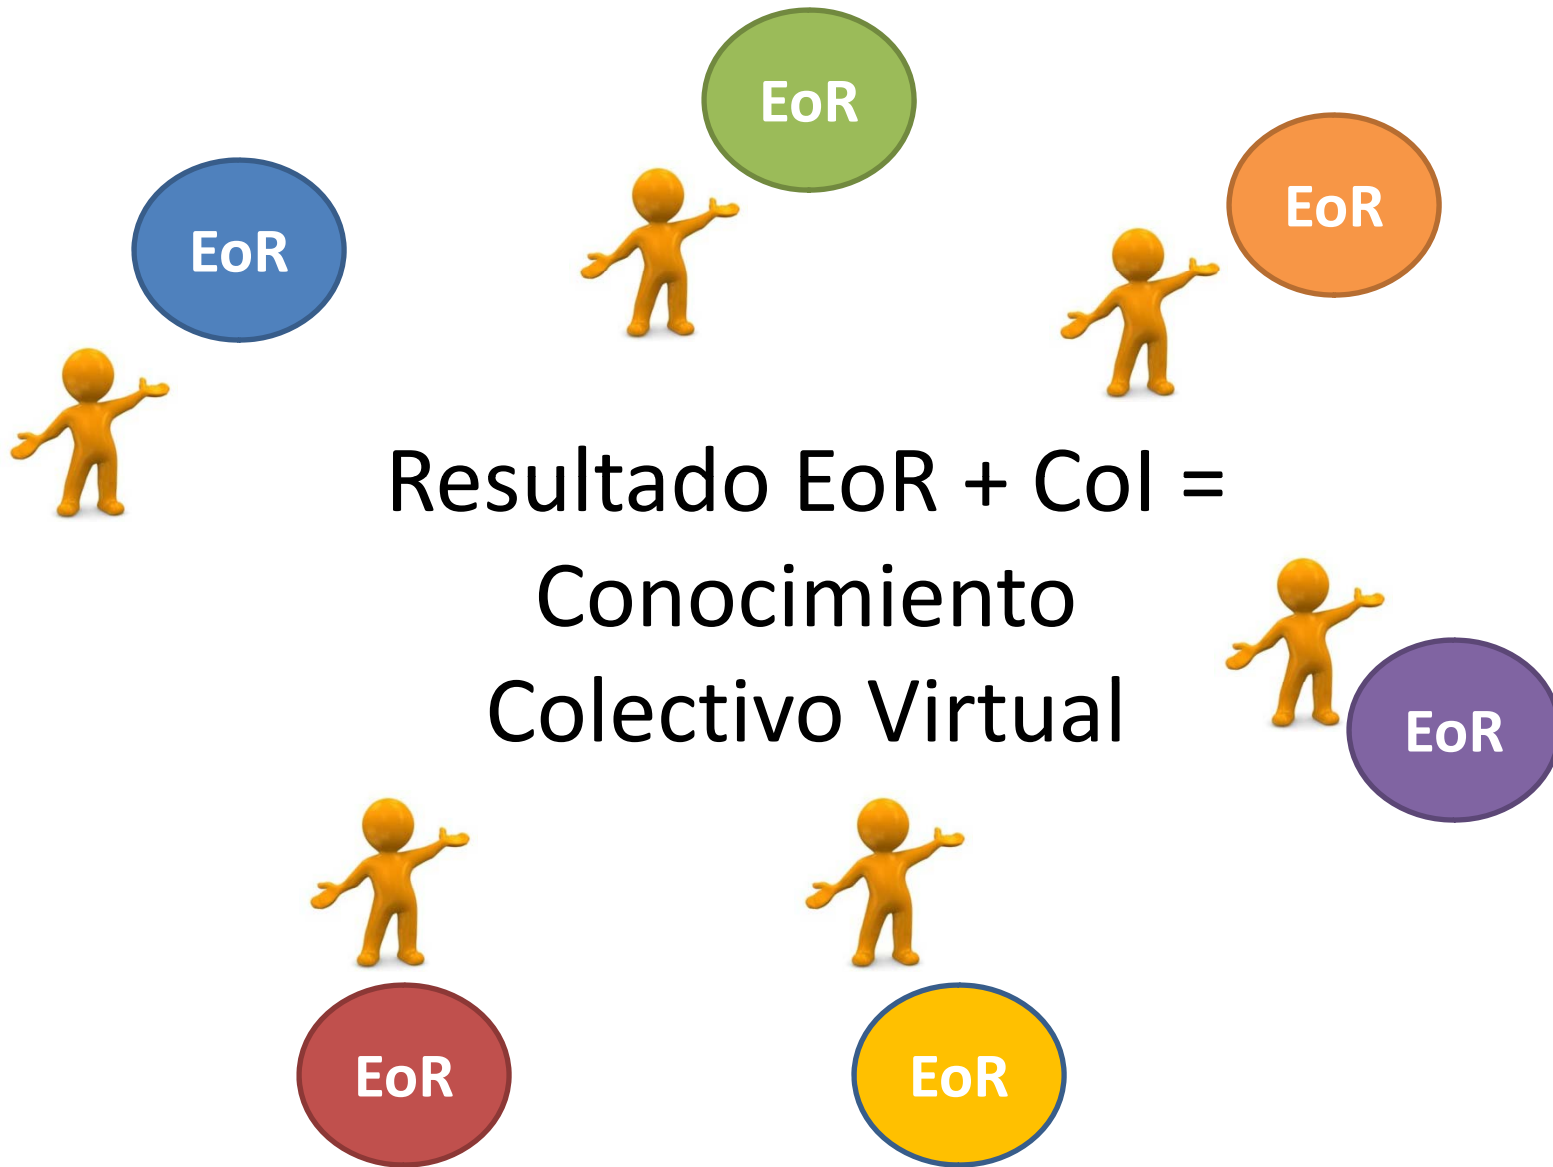 EoR
EoR
EoR
Resultado EoR + CoI =
Conocimiento
Colectivo Virtual
EoR
EoR
EoR